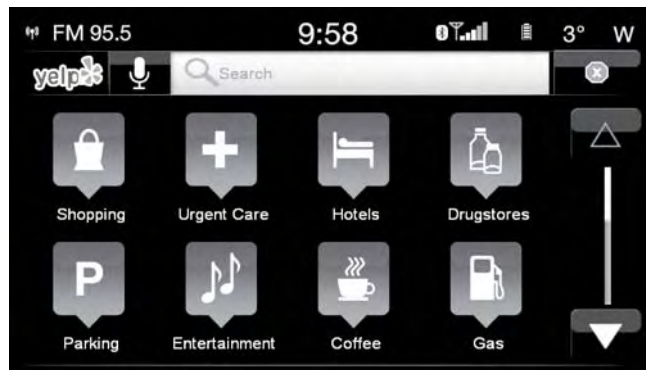 FM 95.5 9:58 3° W
yelp Search
Shopping Urgent Care Hotels Drugstores
P
Parking Entertainment Coffee Gas